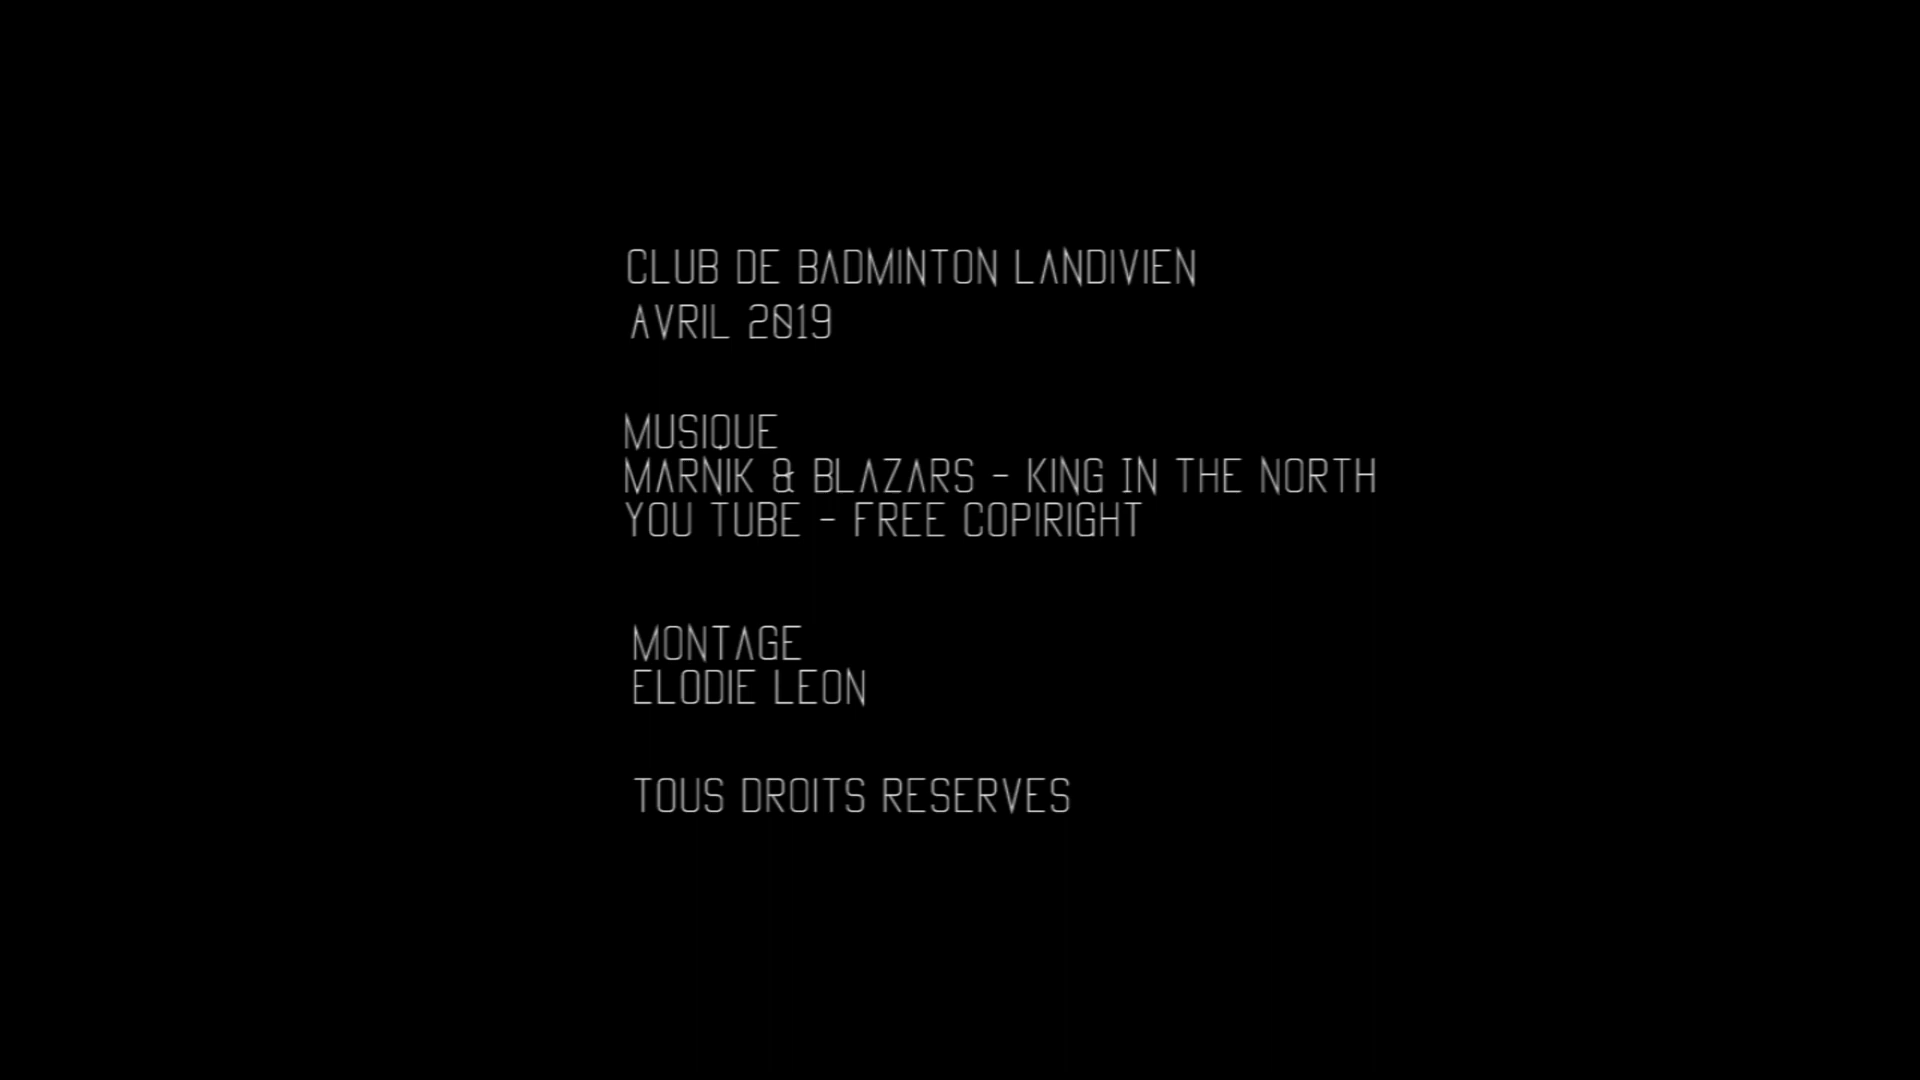 CLUB DE BADMINTON LANDIVIEN
AVRIL 2019
MUSIQUE
MARNIK & BLAZARS - KING IN THE NORTH
YOU TUBE - FREE COPIRIGHT
MONTAGE
ELODIE LEON
TOUS DROITS RESERVES